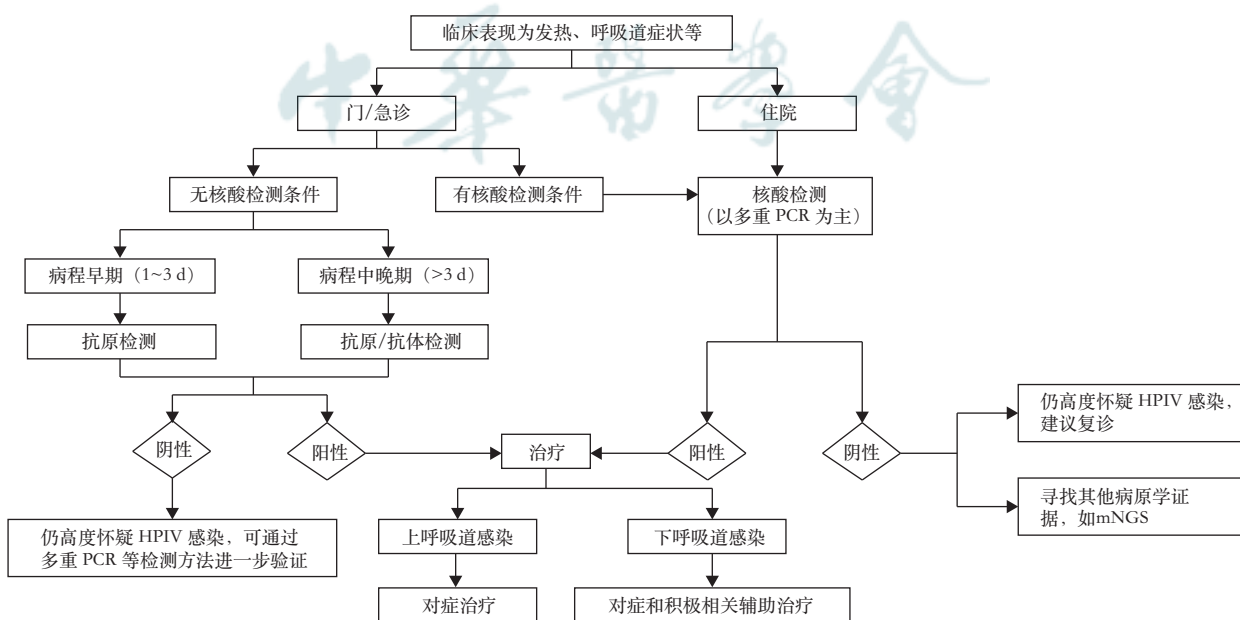 临床表现为发热、呼吸道症状等
中华醫學會
门/急诊
住院
无核酸检测条件
有核酸检测条件
核酸检测
（以多重 PCR 为主）
病程早期（1~3 d）
病程中晚期（>3 d）
抗原检测
抗原/抗体检测
阴性
阳性
治疗
阳性
阴性
仍高度怀疑 HPIV 感染，
建议复诊
寻找其他病原学证
据，如mNGS
仍高度怀疑 HPIV 感染，可通过
多重 PCR 等检测方法进一步验证
上呼吸道感染
下呼吸道感染
对症治疗
对症和积极相关辅助治疗